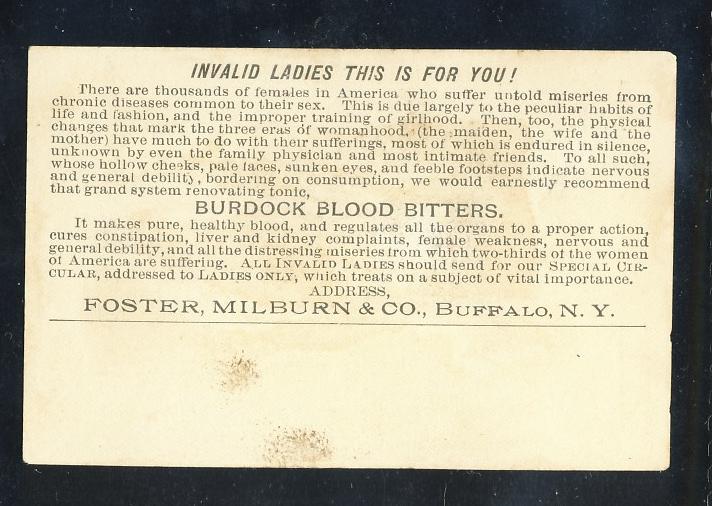 INVALID LADIES THIS IS FOR YOU!
There are thousands of females in America who suffer untold miseries from
chronic diseases common to their sex. This is due largely to the peculiar habits of
life and fashion, and the improper training of girlhood. Then, too, the physical
changes that mark the three eras of womanhood, (the maiden, the wife and the
mother) have much to do with their sufferings, most of which is endured in silence,
unknown by even the family physician and most intimate friends. To all such,
whose hollow cheeks, pale faces, sunken eyes, and feeble footsteps indicate nervous
and general debility, bordering on consumption, we would earnestly recommend
that grand system renovating tonic,
BURDOCK BLOOD BITTERS.
It makes pure, healthy blood, and regulates all the organs to a proper action,
cures constipation, liver and kidney complaints, female weakness, nervous and
general debility, and all the distressing miseries from which two-thirds of the women
of America are suffering. ALL INVALID LADIES should send for our SPECIAL CIR-
CULAR, addressed to LADIES ONLY, which treats on a subject of vital importance.
ADDRESS,
FOSTER, MILBURN & CO., BUFFALO, N. Y.